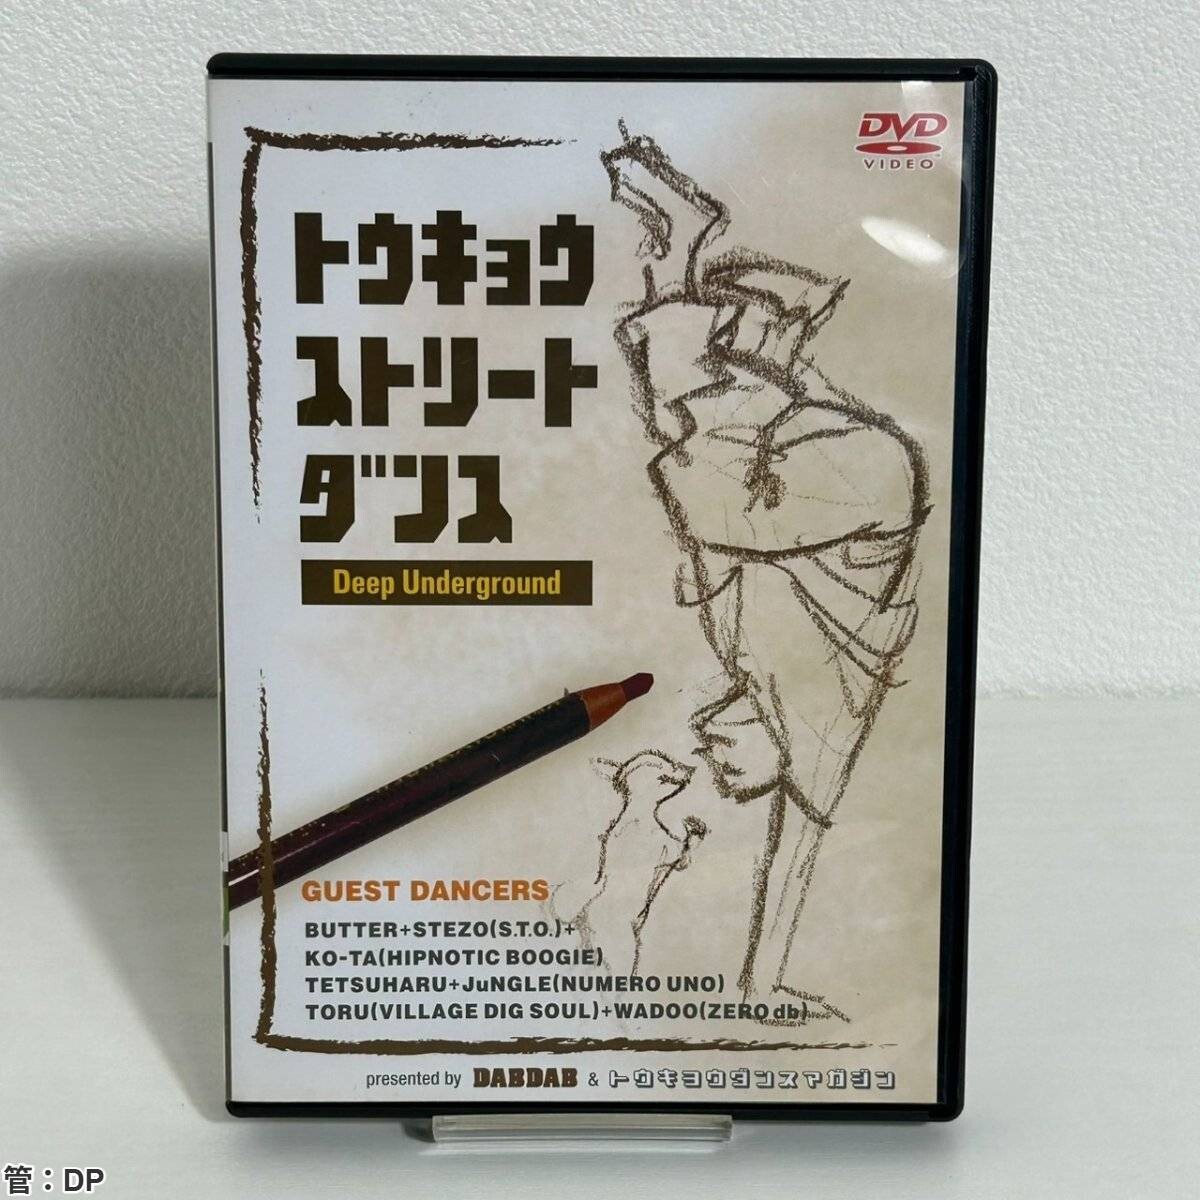 DVD
VIDEO
トウキョウ
ストリート
ダンス
Deep Underground
GUEST DANCERS
BUTTER+STEZO(S.T.O.)+
KO-TA(HIPNOTIC BOOGIE)
TETSUHARU+JuNGLE(NUMERO UNO)
TORU(VILLAGE DIG SOUL)+WADOO(ZERO db)
presented by DABDAB & トウキョウダンスマガジン
管：DP